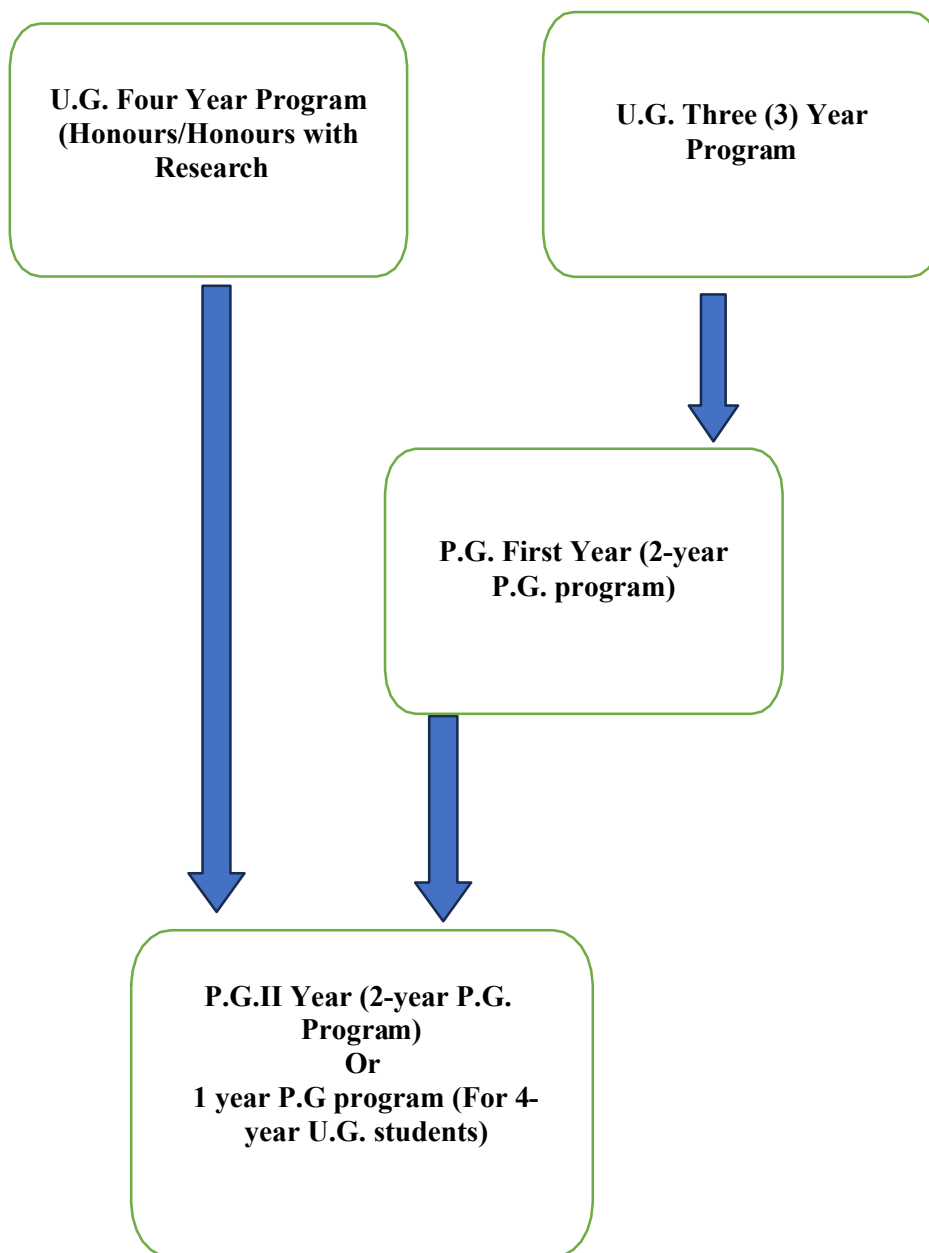 U.G. Four Year Program
(Honours/Honours with
Research
U.G. Three (3) Year
Program
P.G. First Year (2-year
P.G. program)
P.G.II Year (2-year P.G.
Program)
Or
1 year P.G program (For 4-
year U.G. students)